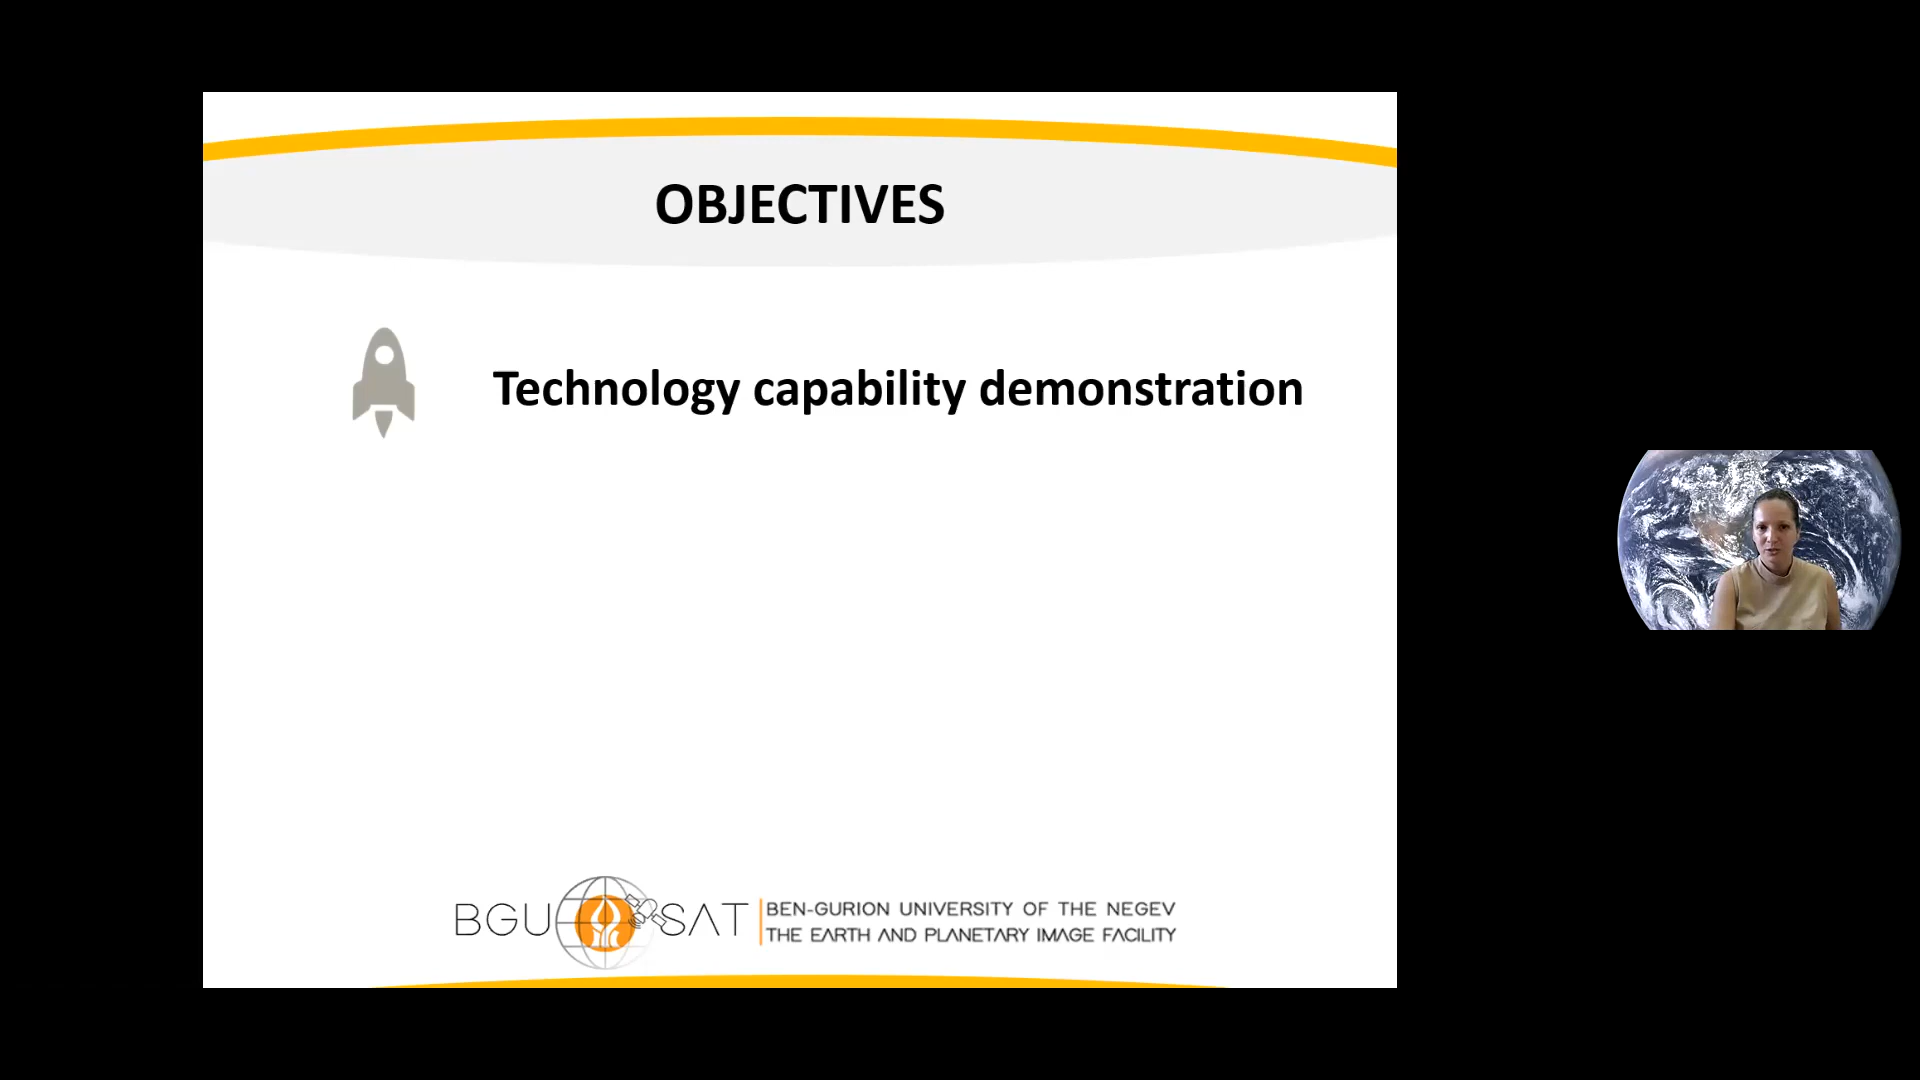 OBJECTIVES
Technology capability demonstration
BGU SAT
BEN-GURION UNIVERSITY OF THE NEGEV
THE EARTH AND PLANETARY IMAGE FACILITY